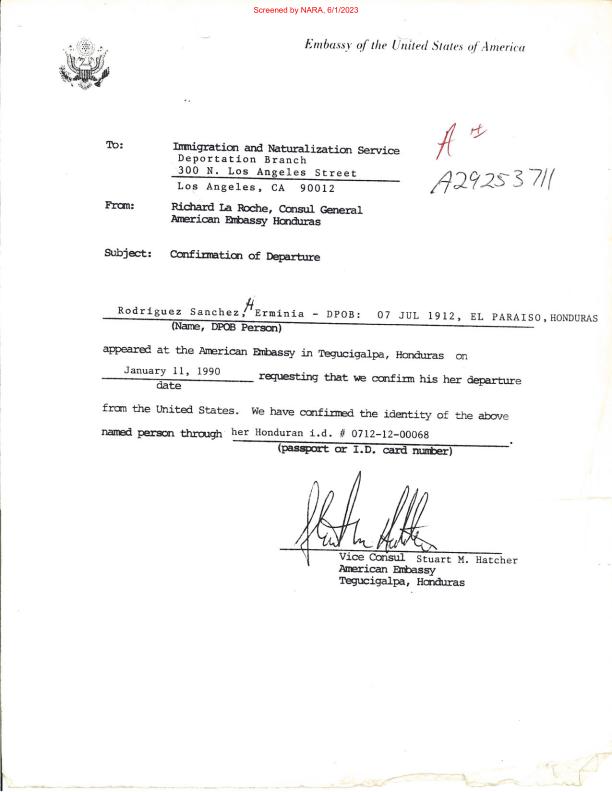 Screened by NARA, 6/1/2023
Embassy of the United States of America
A #
A29253711
To: Immigration and Naturalization Service
Deportation Branch
300 N. Los Angeles Street
Los Angeles, CA 90012
From: Richard La Roche, Consul General
American Embassy Honduras
Subject: Confirmation of Departure
Rodriguez Sanchez, H Erminia - DPOB: 07 JUL 1912, EL PARAISO, HONDURAS
(Name, DPOB Person)
appeared at the American Embassy in Tegucigalpa, Honduras on
January 11, 1990 requesting that we confirm his her departure
date
from the United States. We have confirmed the identity of the above
named person through her Honduran i.d. # 0712-12-00068.
(passport or I.D. card number)
Vice Consul Stuart M. Hatcher
American Embassy
Tegucigalpa, Honduras